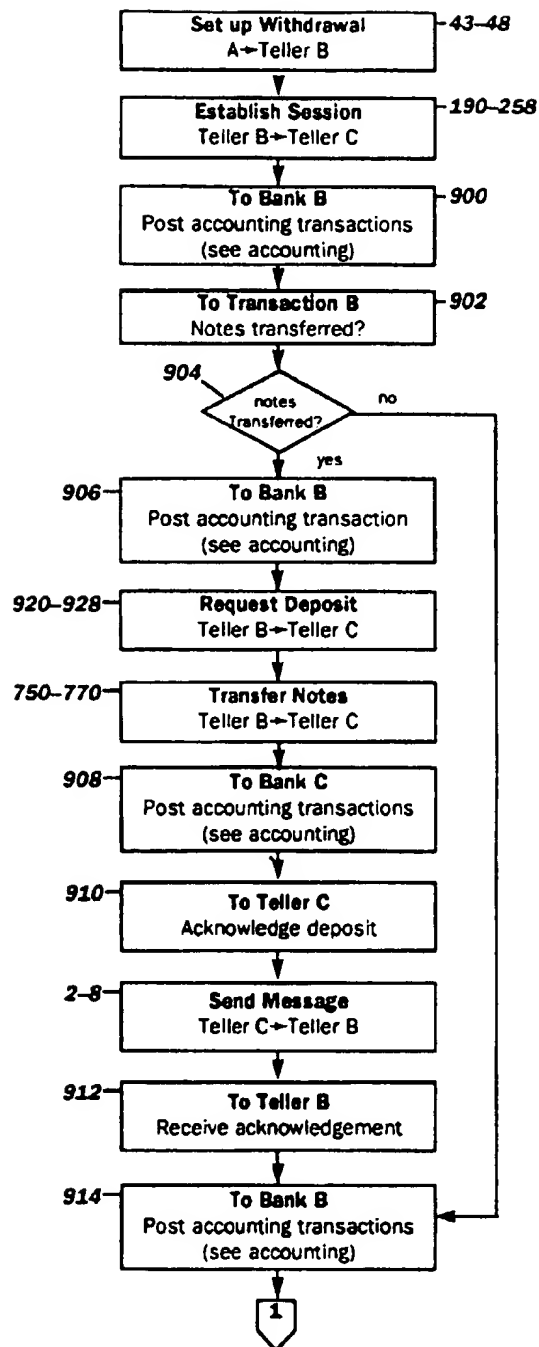 Set up Withdrawal
A→Teller B
43–48
Establish Session
Teller B→Teller C
190–258
To Bank B
Post accounting transactions
(see accounting)
900
To Transaction B
Notes transferred?
902
904
notes
Transferred?
no
yes
906
To Bank B
Post accounting transaction
(see accounting)
920–928
Request Deposit
Teller B→Teller C
750–770
Transfer Notes
Teller B→Teller C
908
To Bank C
Post accounting transactions
(see accounting)
910
To Teller C
Acknowledge deposit
2–8
Send Message
Teller C→Teller B
912
To Teller B
Receive acknowledgement
914
To Bank B
Post accounting transactions
(see accounting)
1